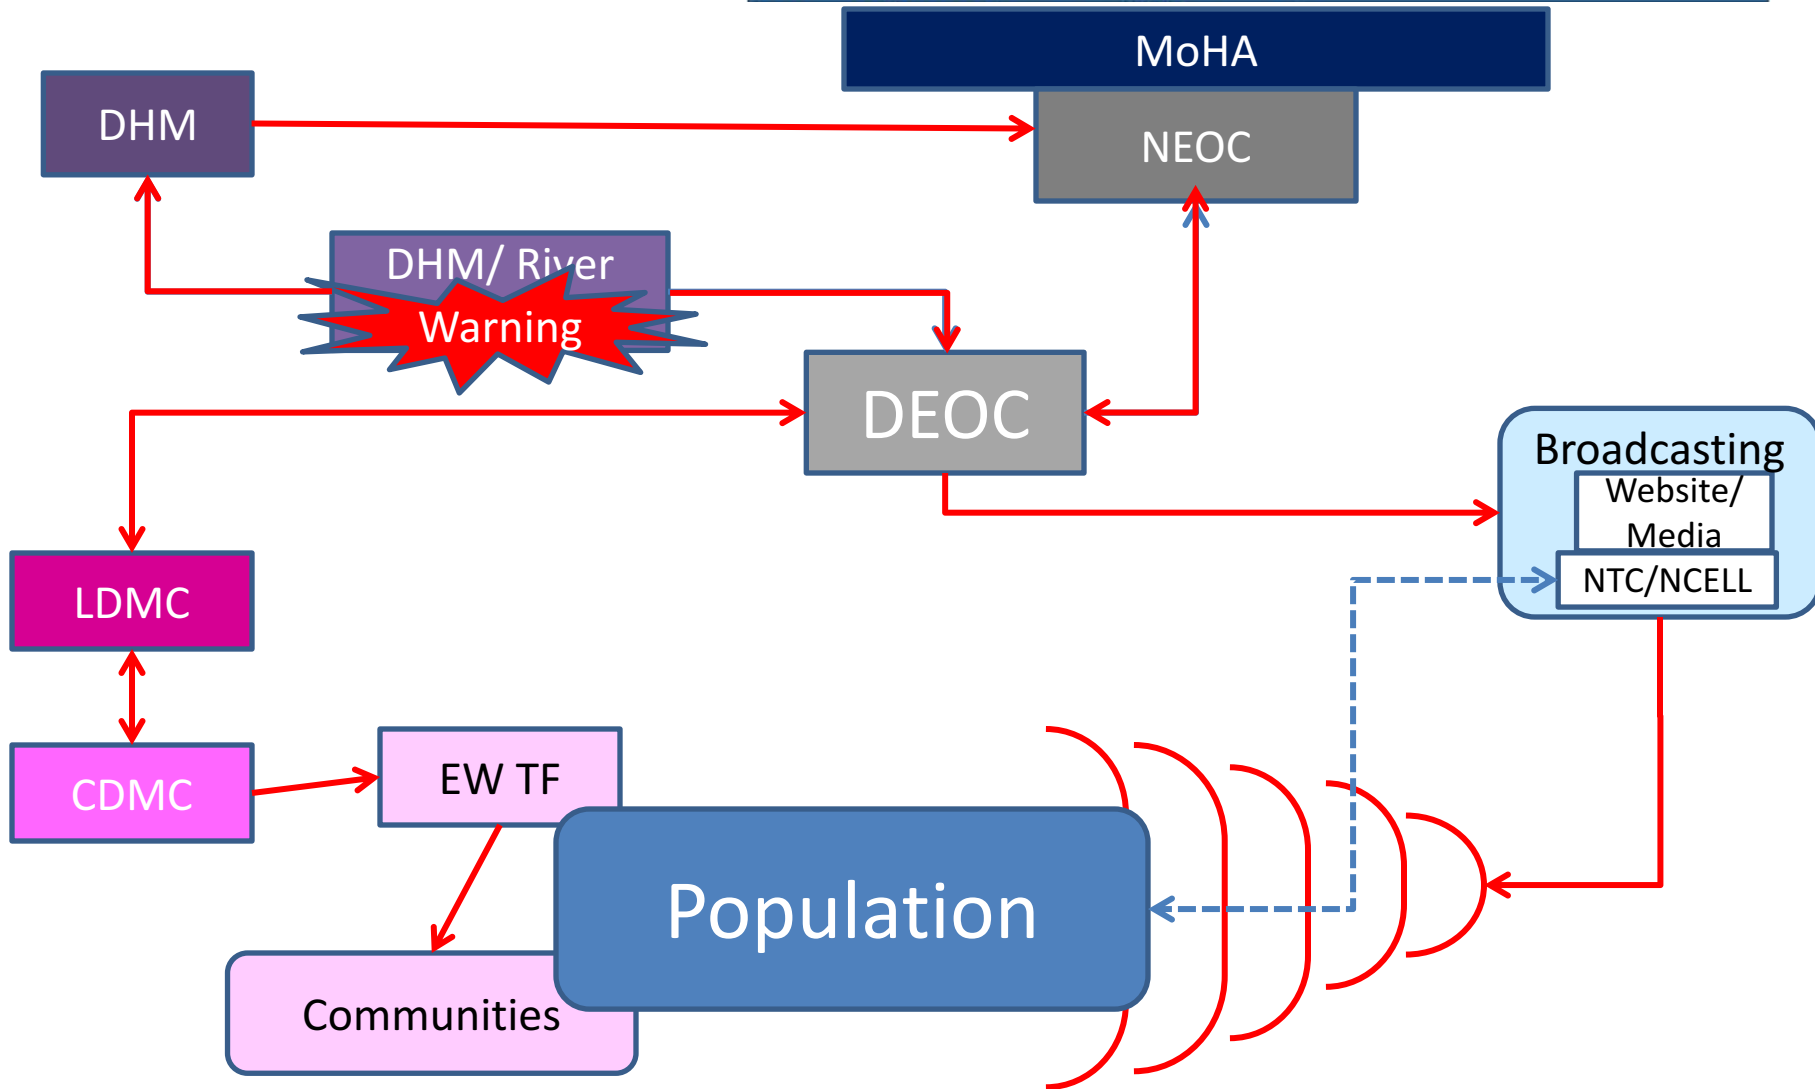 MoHA
DHM
NEOC
DHM/ River
Warning
DEOC
Broadcasting
Website/
Media
NTC/NCELL
LDMC
CDMC
EW TF
Population
Communities